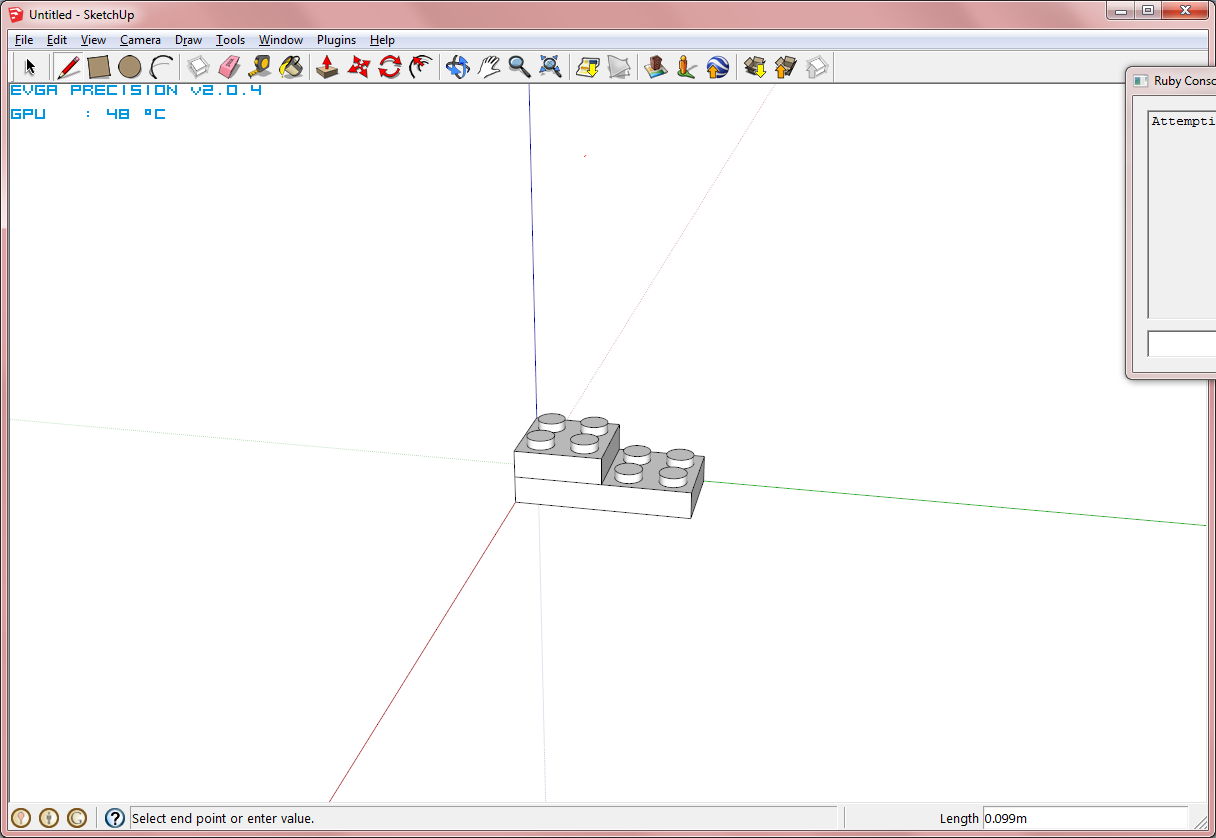 Untitled - SketchUp
File Edit View Camera Draw Tools Window Plugins Help
EVGA PRECISION v2.0.4
GPU : 48 °C
Ruby Conso
Attempti
Select end point or enter value.
Length 0.099m